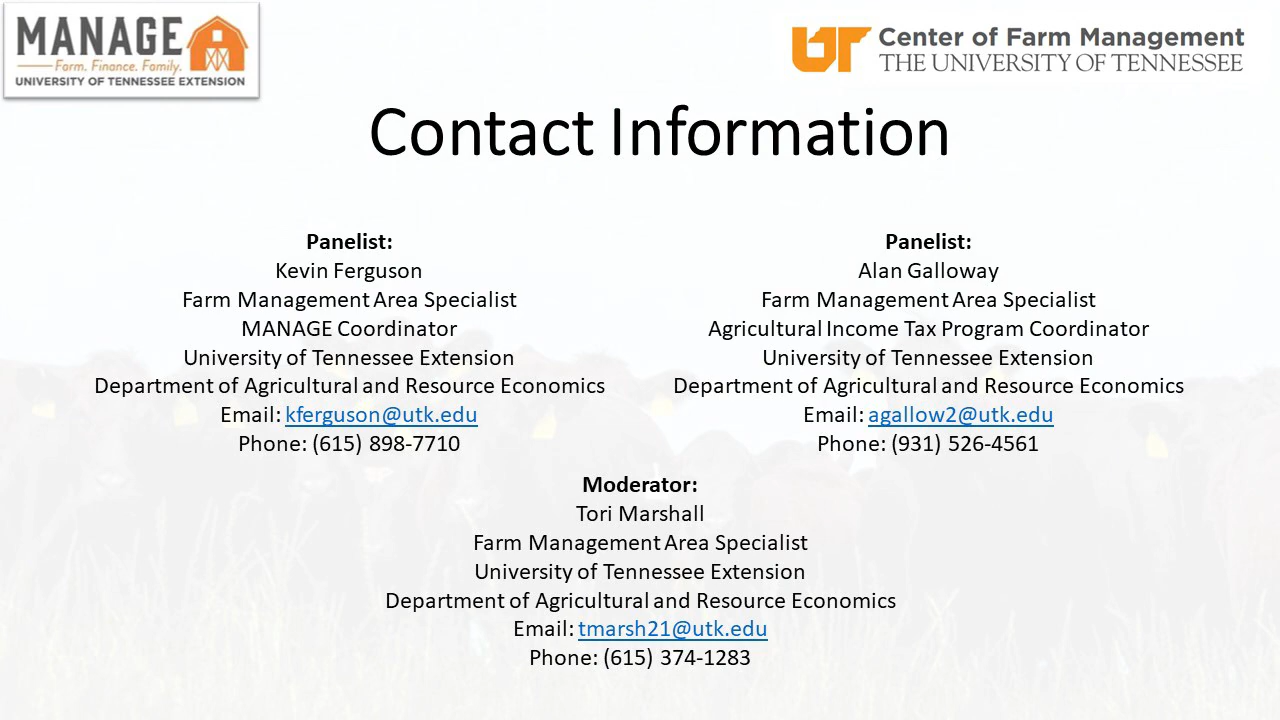 MANAGE
Farm. Finance. Family.
UNIVERSITY OF TENNESSEE EXTENSION
UT
Center of Farm Management
THE UNIVERSITY OF TENNESSEE
Contact Information
Panelist:
Kevin Ferguson
Farm Management Area Specialist
MANAGE Coordinator
University of Tennessee Extension
Department of Agricultural and Resource Economics
Email: kferguson@utk.edu
Phone: (615) 898-7710
Panelist:
Alan Galloway
Farm Management Area Specialist
Agricultural Income Tax Program Coordinator
University of Tennessee Extension
Department of Agricultural and Resource Economics
Email: agallow2@utk.edu
Phone: (931) 526-4561
Moderator:
Tori Marshall
Farm Management Area Specialist
University of Tennessee Extension
Department of Agricultural and Resource Economics
Email: tmarsh21@utk.edu
Phone: (615) 374-1283